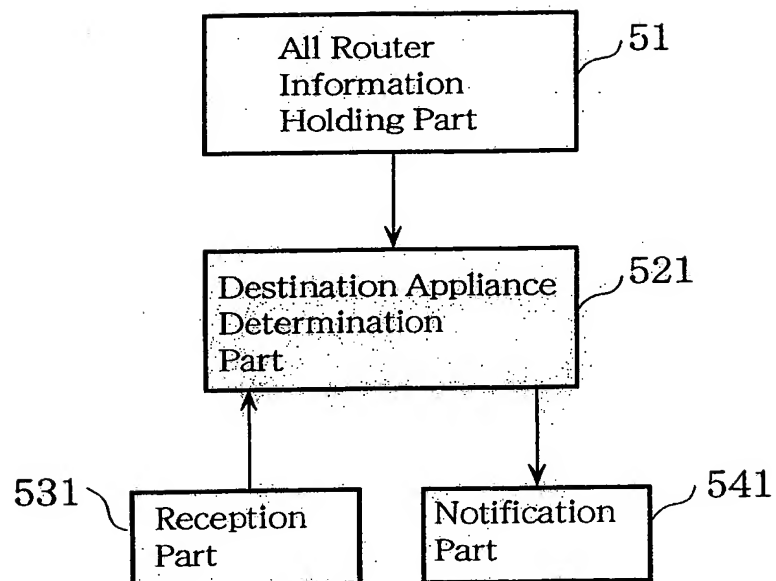 All Router
Information
Holding Part
51
Destination Appliance
Determination
Part
521
531
Reception
Part
Notification
Part
541